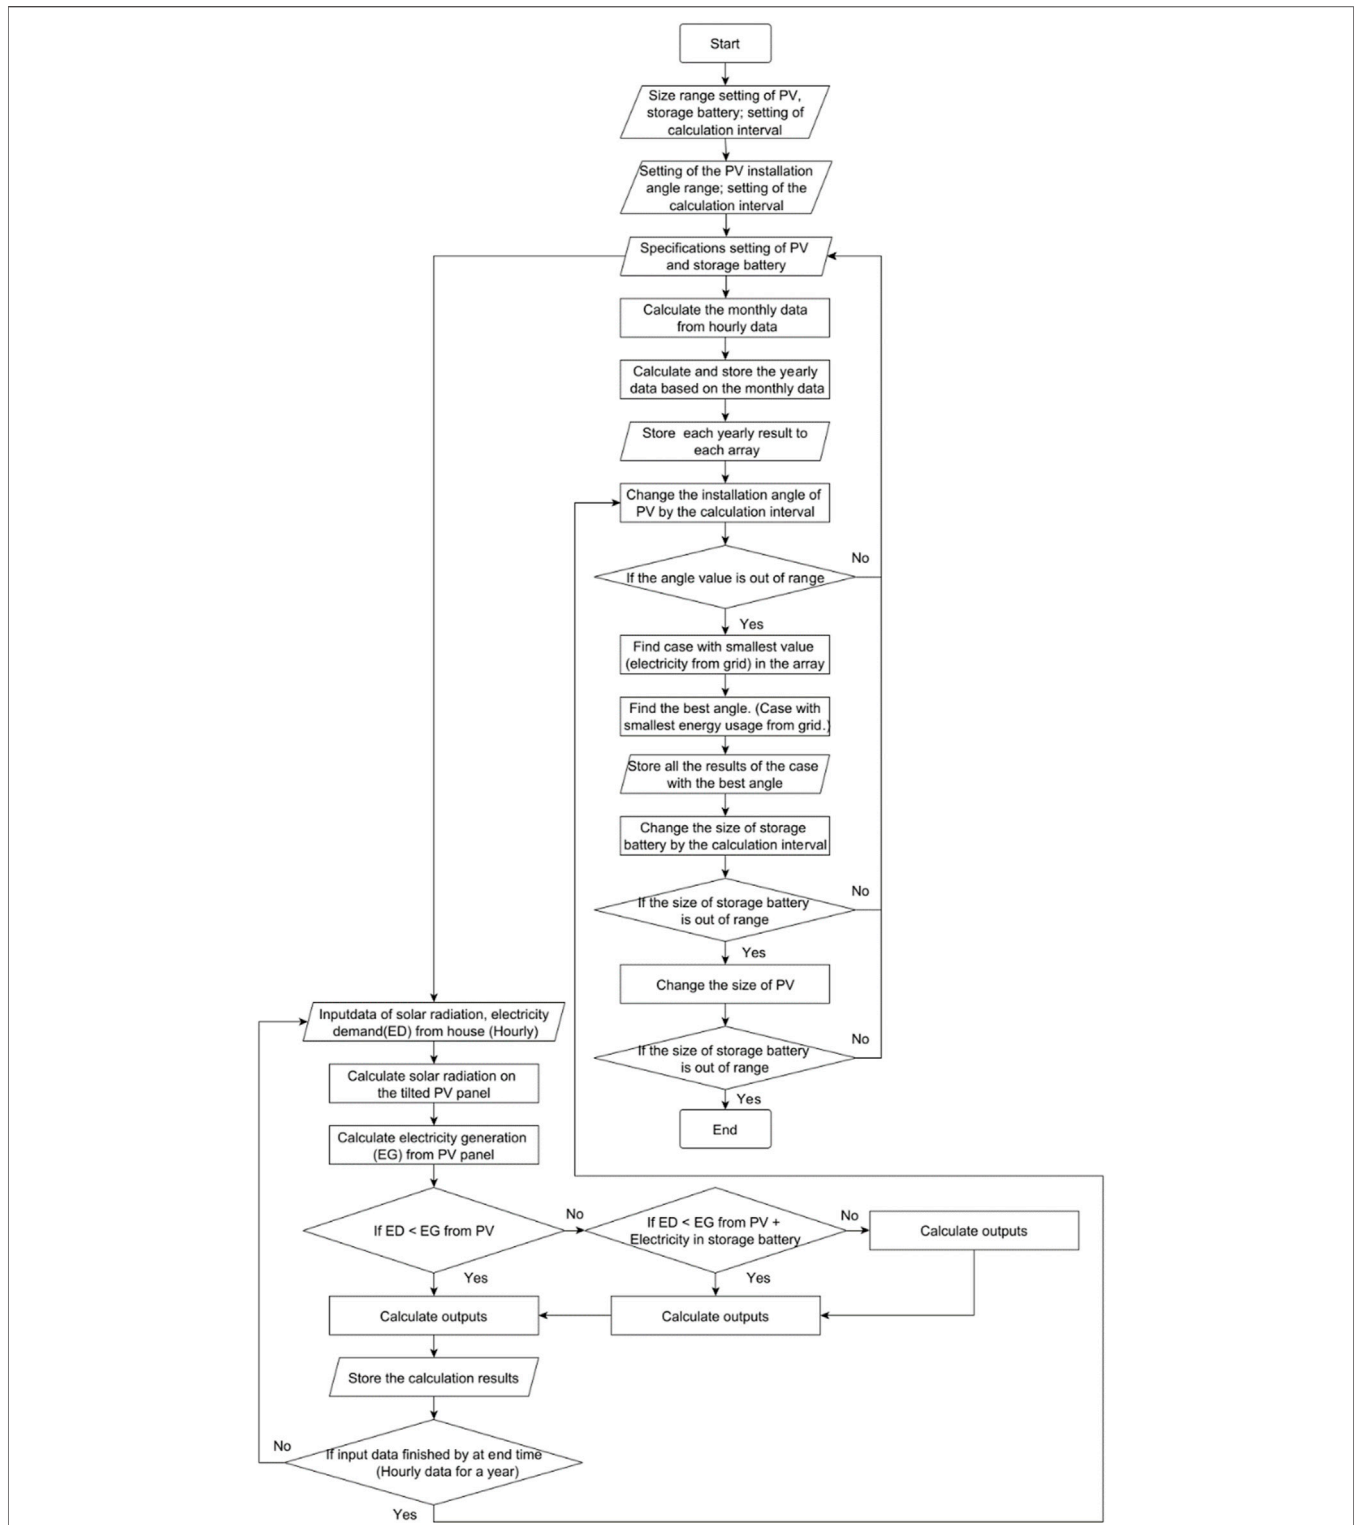 Start
Size range setting of PV,
storage battery; setting of
calculation interval
Setting of the PV installation
angle range; setting of the
calculation interval
Specifications setting of PV
and storage battery
Calculate the monthly data
from hourly data
Calculate and store the yearly
data based on the monthly data
Store each yearly result to
each array
Change the installation angle of
PV by the calculation interval
No
If the angle value is out of range
Yes
Find case with smallest value
(electricity from grid) in the array
Find the best angle. (Case with
smallest energy usage from grid.)
Store all the results of the case
with the best angle
Change the size of storage
battery by the calculation interval
No
If the size of storage battery
is out of range
Yes
Change the size of PV
No
If the size of storage battery
is out of range
Yes
End
Inputdata of solar radiation, electricity
demand(ED) from house (Hourly)
Calculate solar radiation on
the tilted PV panel
Calculate electricity generation
(EG) from PV panel
If ED < EG from PV
No
If ED < EG from PV +
Electricity in storage battery
No
Calculate outputs
Yes
Yes
Calculate outputs
Calculate outputs
Store the calculation results
No
If input data finished by at end time
(Hourly data for a year)
Yes